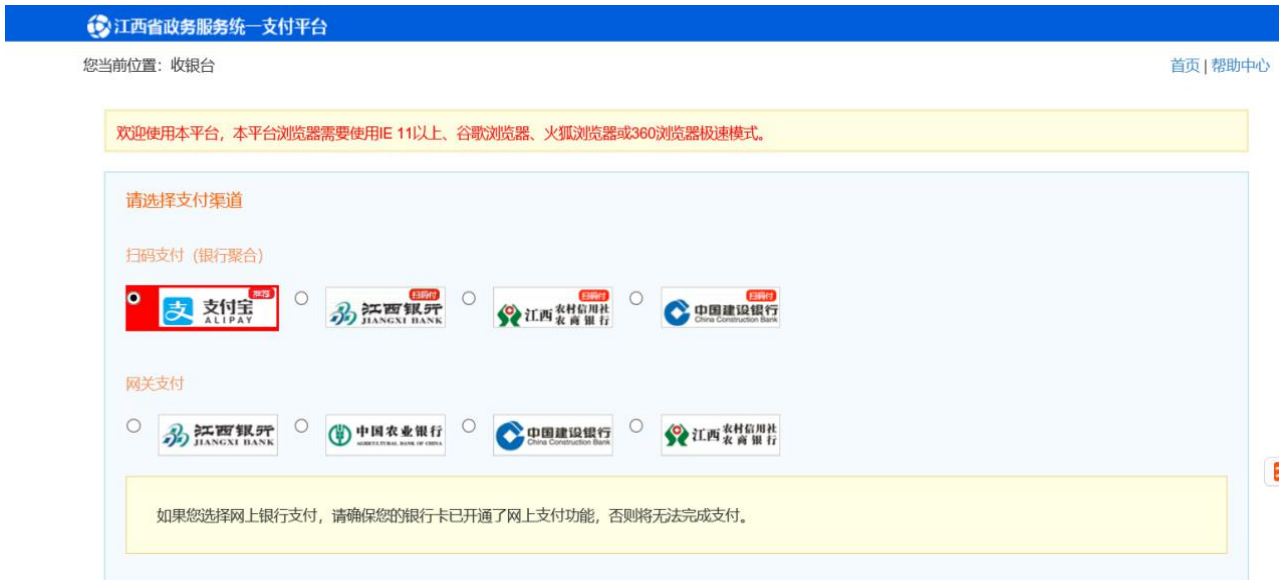 江西省政务服务统一支付平台
您当前位置：收银台
首页 | 帮助中心
欢迎使用本平台，本平台浏览器需要使用IE 11以上、谷歌浏览器、火狐浏览器或360浏览器极速模式。
请选择支付渠道
扫码支付（银行聚合）
推荐
支 支付宝
ALIPAY
扫码付
江西银行
JIANGXI BANK
扫码付
江西农村信用社
农商银行
扫码付
中国建设银行
China Construction Bank
网关支付
江西银行
JIANGXI BANK
中国农业银行
AGRICULTURAL BANK OF CHINA
中国建设银行
China Construction Bank
江西农村信用社
农商银行
如果您选择网上银行支付，请确保您的银行卡已开通了网上支付功能，否则将无法完成支付。